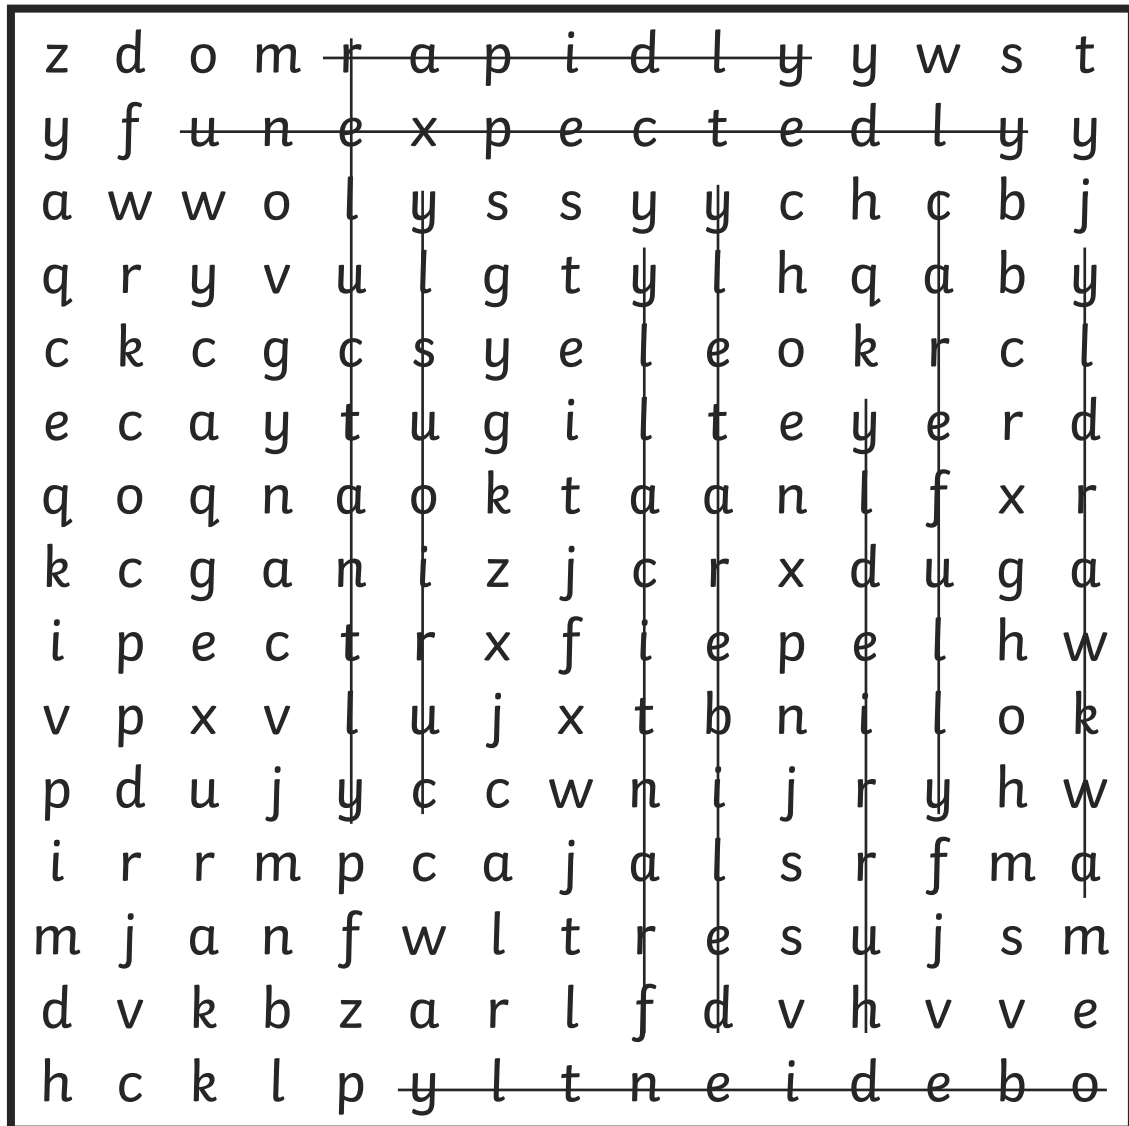 z d o m r a p i d l y y w s t
y f u n e x p e c t e d l y y
a w w o l y s s y y c h c b j
q r y v u l g t y l h q a b y
c k c g c s y e l e o k r c l
e c a y t u g i l t e y e r d
q o q n a o k t a a n l f x r
k c g a n i z j c r x d u g a
i p e c t r x f i e p e l h w
v p x v l u j x t b n i l o k
p d u j y c c w n i j r y h w
i r r m p c a j a l s r f m a
m j a n f w l t r e s u j s m
d v k b z a r l f d v h v v e
h c k l p y l t n e i d e b o